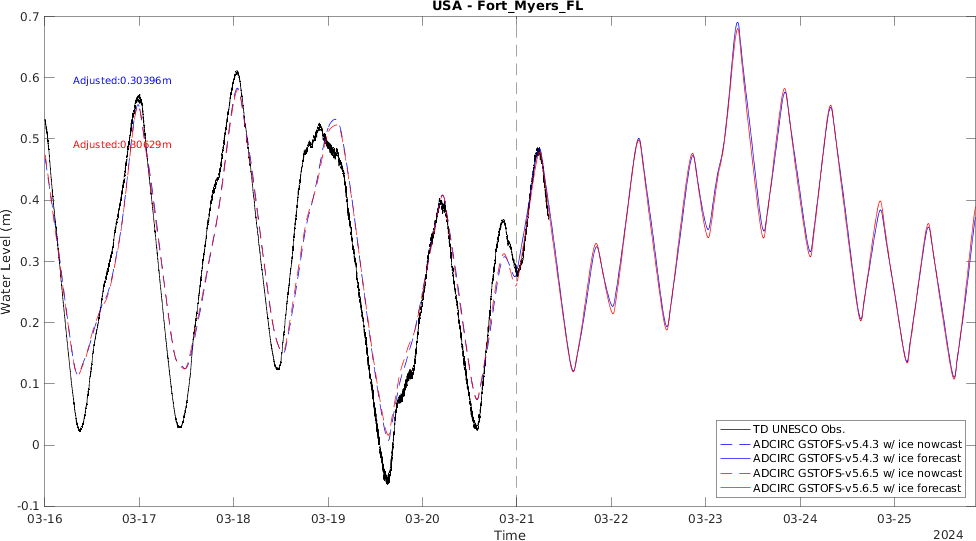 USA - Fort_Myers_FL
0.7
0.6
0.5
0.4
0.3
0.2
0.1
0
-0.1
Water Level (m)
Adjusted:0.30396m
Adjusted:0.30629m
TD UNESCO Obs.
ADCIRC GSTOFS-v5.4.3 w/ ice nowcast
ADCIRC GSTOFS-v5.4.3 w/ ice forecast
ADCIRC GSTOFS-v5.6.5 w/ ice nowcast
ADCIRC GSTOFS-v5.6.5 w/ ice forecast
03-16 03-17 03-18 03-19 03-20 03-21 03-22 03-23 03-24 03-25
Time
2024